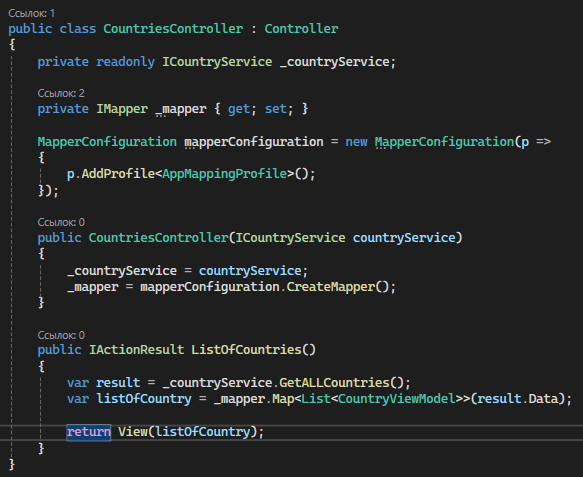 Ссылок: 1
public class CountriesController : Controller
{
private readonly ICountryService _countryService;
Ссылок: 2
private IMapper _mapper { get; set; }
MapperConfiguration mapperConfiguration = new MapperConfiguration(p =>
{
p.AddProfile<AppMappingProfile>();
});
Ссылок: 0
public CountriesController(ICountryService countryService)
{
_countryService = countryService;
_mapper = mapperConfiguration.CreateMapper();
}
Ссылок: 0
public IActionResult ListOfCountries()
{
var result = _countryService.GetALLCountries();
var listOfCountry = _mapper.Map<List<CountryViewModel>>(result.Data);
return View(listOfCountry);
}
}